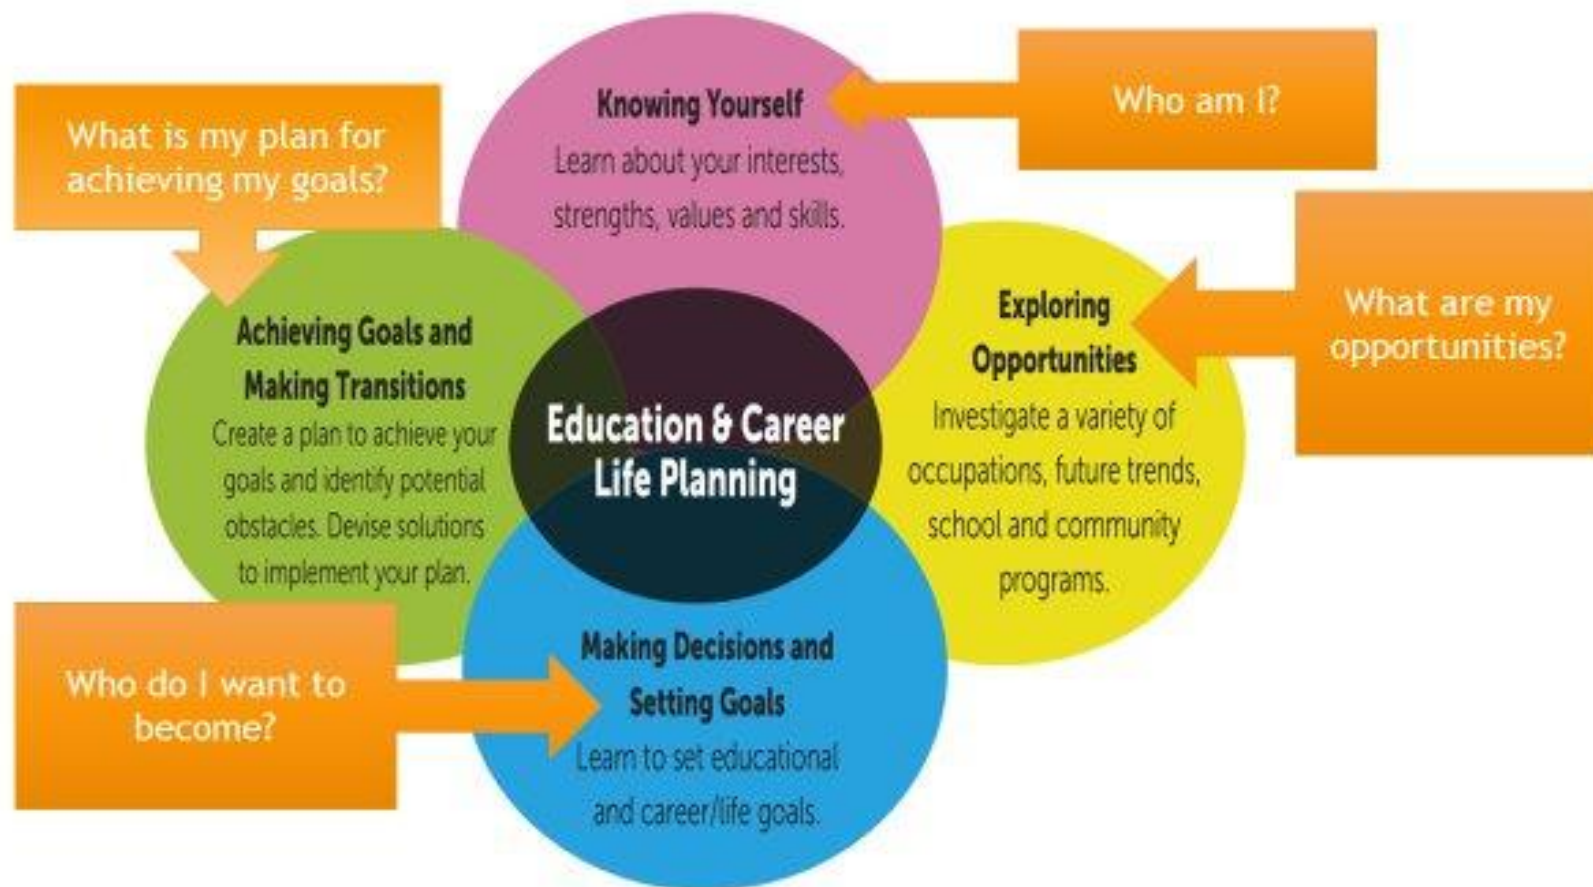 Who am I?
Knowing Yourself
Learn about your interests,
strengths, values and skills.
What are my
opportunities?
Exploring
Opportunities
Investigate a variety of
occupations, future trends,
school and community
programs.
Who do I want to
become?
Making Decisions and
Setting Goals
Learn to set educational
and career/life goals.
What is my plan for
achieving my goals?
Achieving Goals and
Making Transitions
Create a plan to achieve your
goals and identify potential
obstacles. Devise solutions
to implement your plan.
Education & Career
Life Planning